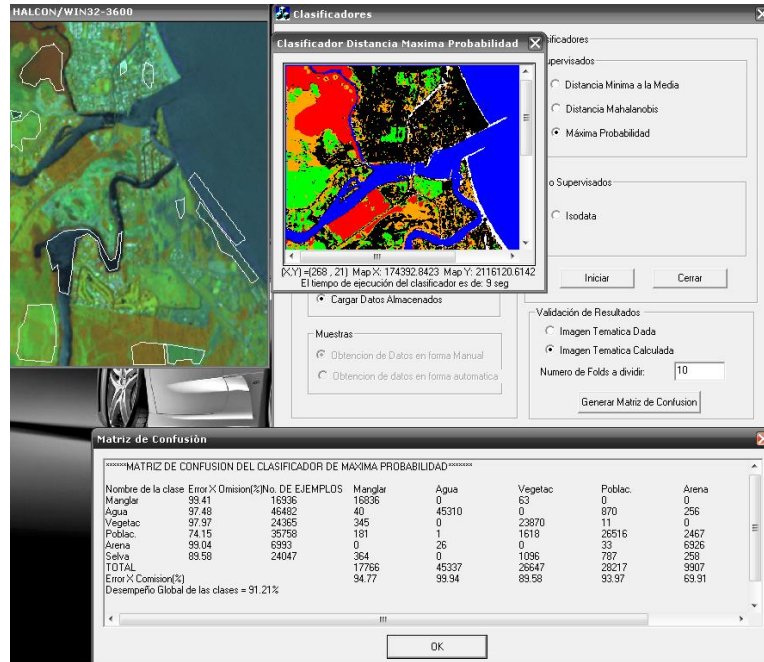 HALCON/WIN32-3600
Clasificadores
Clasificador Distancia Maxima Probabilidad
(X,Y) =(268 , 21) Map X: 174392.8423 Map Y: 2116120.6142
El tiempo de ejecución del clasificador es de: 9 seg
Cargar Datos Almacenados
Muestras
Obtencion de Datos en forma Manual
Obtencion de datos en forma automatica
sificadores
upervisados
Distancia Minima a la Media
Distancia Mahalanobis
Máxima Probabilidad
o Supervisados
Isodata
Iniciar Cerrar
Validación de Resultados
Imagen Tematica Dada
Imagen Tematica Calculada
Numero de Folds a dividir: 10
Generar Matriz de Confusion
Matriz de Confusión
******MATRIZ DE CONFUSION DEL CLASIFICADOR DE MAXIMA PROBABILIDAD*******
Nombre de la clase Error X Omision(%)No. DE EJEMPLOS Manglar Agua Vegetac Poblac. Arena
Manglar 99.41 16936 16836 0 63 0 0
Agua 97.48 46482 40 45310 0 870 256
Vegetac 97.97 24365 345 0 23870 11 0
Poblac. 74.15 35758 181 1 1618 26516 2467
Arena 99.04 6993 0 26 0 33 6926
Selva 89.58 24047 364 0 1096 787 258
TOTAL 17766 45337 26647 28217 9907
Error X Comision(%) 94.77 99.94 89.58 93.97 69.91
Desempeño Global de las clases = 91.21%
OK